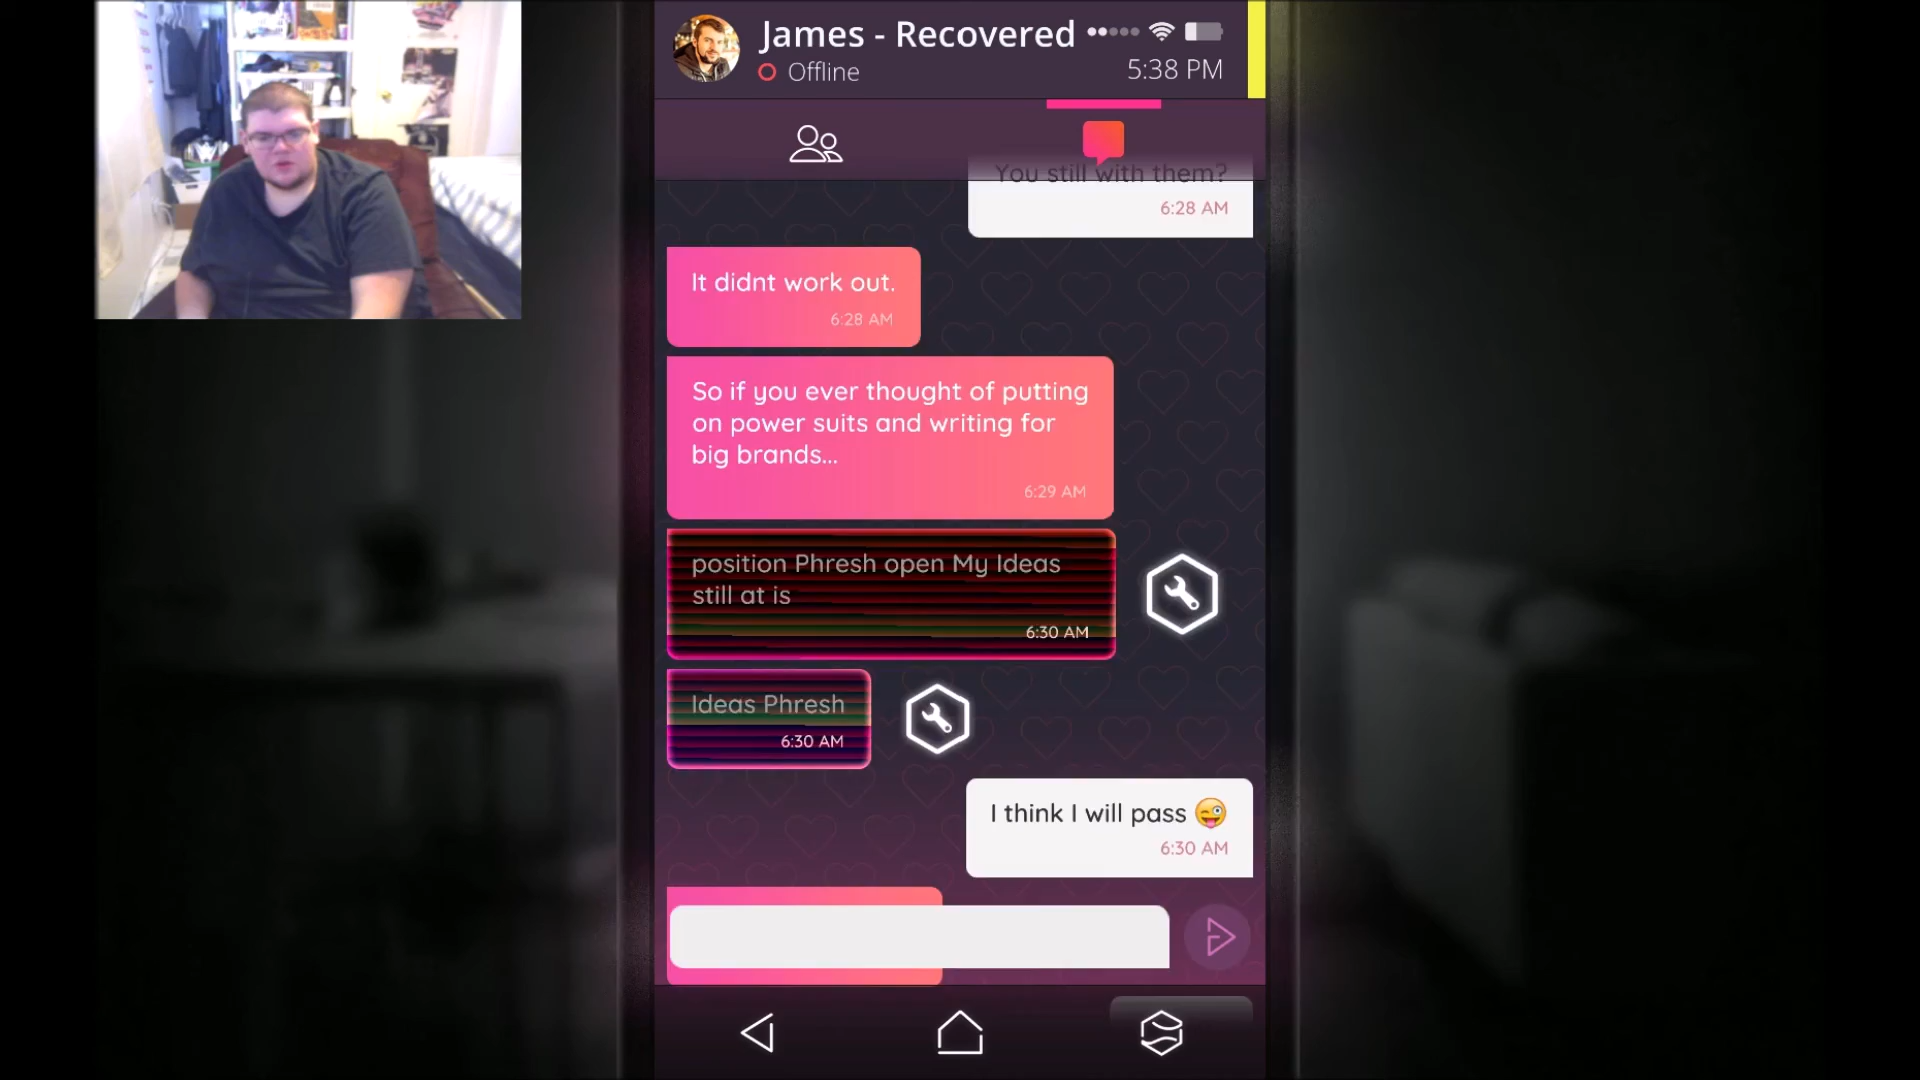 James - Recovered
Offline
5:38 PM
You still with them?
6:28 AM
It didnt work out.
6:28 AM
So if you ever thought of putting
on power suits and writing for
big brands...
6:29 AM
position Phresh open My Ideas
still at is
6:30 AM
Ideas Phresh
6:30 AM
I think I will pass 😜
6:30 AM